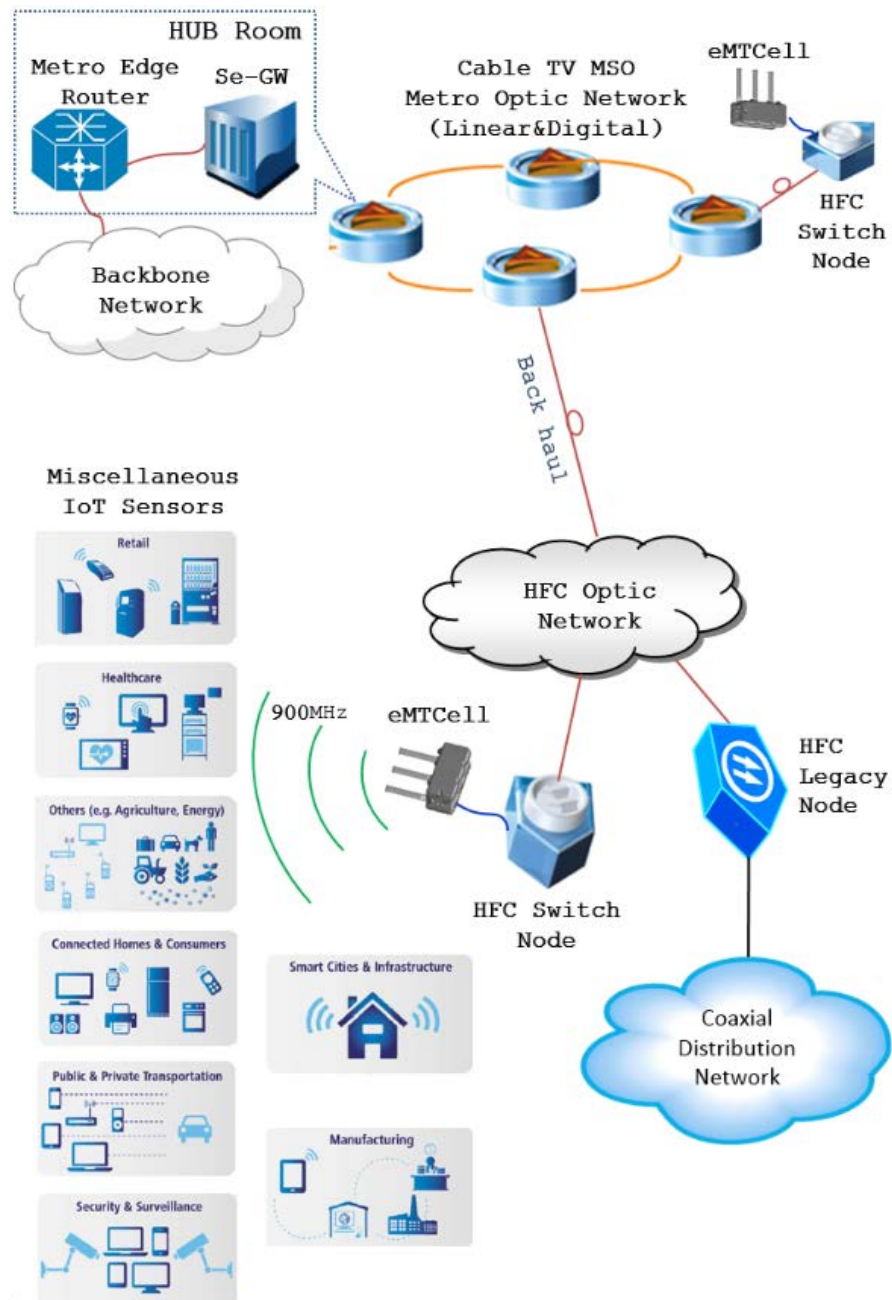 HUB Room
Metro Edge
Router
Se-GW
Cable TV MSO
Metro Optic Network
(Linear&Digital)
eMTCell
HFC
Switch
Node
Backbone
Network
Back haul
Miscellaneous
IoT Sensors
Retail
HFC Optic
Network
Healthcare
900MHz
eMTCell
HFC
Legacy
Node
Others (e.g. Agriculture, Energy)
HFC Switch
Node
Connected Homes & Consumers
Smart Cities & Infrastructure
Coaxial
Distribution
Network
Public & Private Transportation
Manufacturing
Security & Surveillance